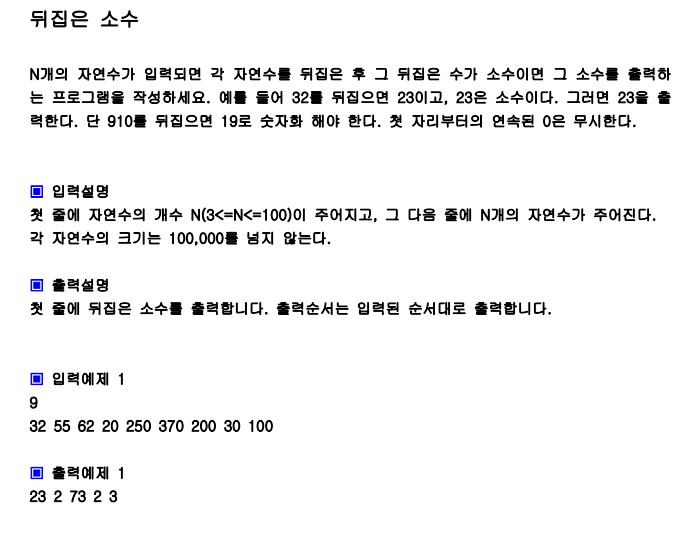 뒤집은 소수
N개의 자연수가 입력되면 각 자연수를 뒤집은 후 그 뒤집은 수가 소수이면 그 소수를 출력하
는 프로그램을 작성하세요. 예를 들어 32를 뒤집으면 23이고, 23은 소수이다. 그러면 23을 출
력한다. 단 910를 뒤집으면 19로 숫자화 해야 한다. 첫 자리부터의 연속된 0은 무시한다.
▣ 입력설명
첫 줄에 자연수의 개수 N(3<=N<=100)이 주어지고, 그 다음 줄에 N개의 자연수가 주어진다.
각 자연수의 크기는 100,000를 넘지 않는다.
▣ 출력설명
첫 줄에 뒤집은 소수를 출력합니다. 출력순서는 입력된 순서대로 출력합니다.
▣ 입력예제 1
9
32 55 62 20 250 370 200 30 100
▣ 출력예제 1
23 2 73 2 3